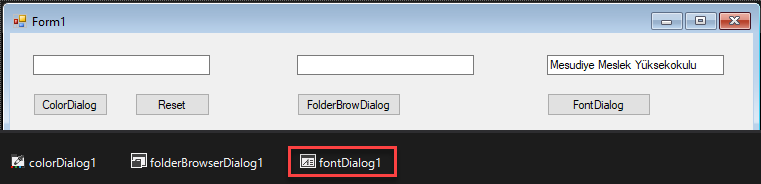 Form1
Mesudiye Meslek Yüksekokulu
ColorDialog Reset FolderBrowDialog FontDialog
colorDialog1 folderBrowserDialog1 fontDialog1